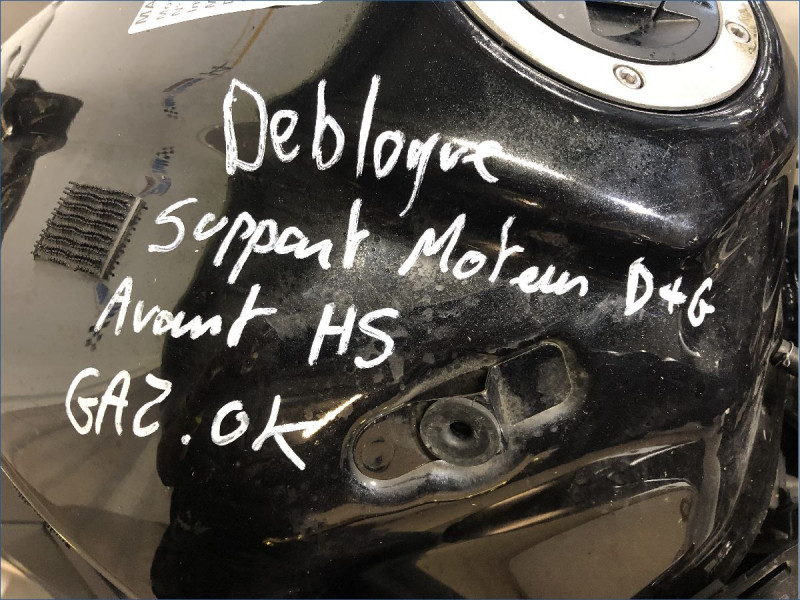 Debloque
Support Moteur D+G
Avant HS
GAZ.OK